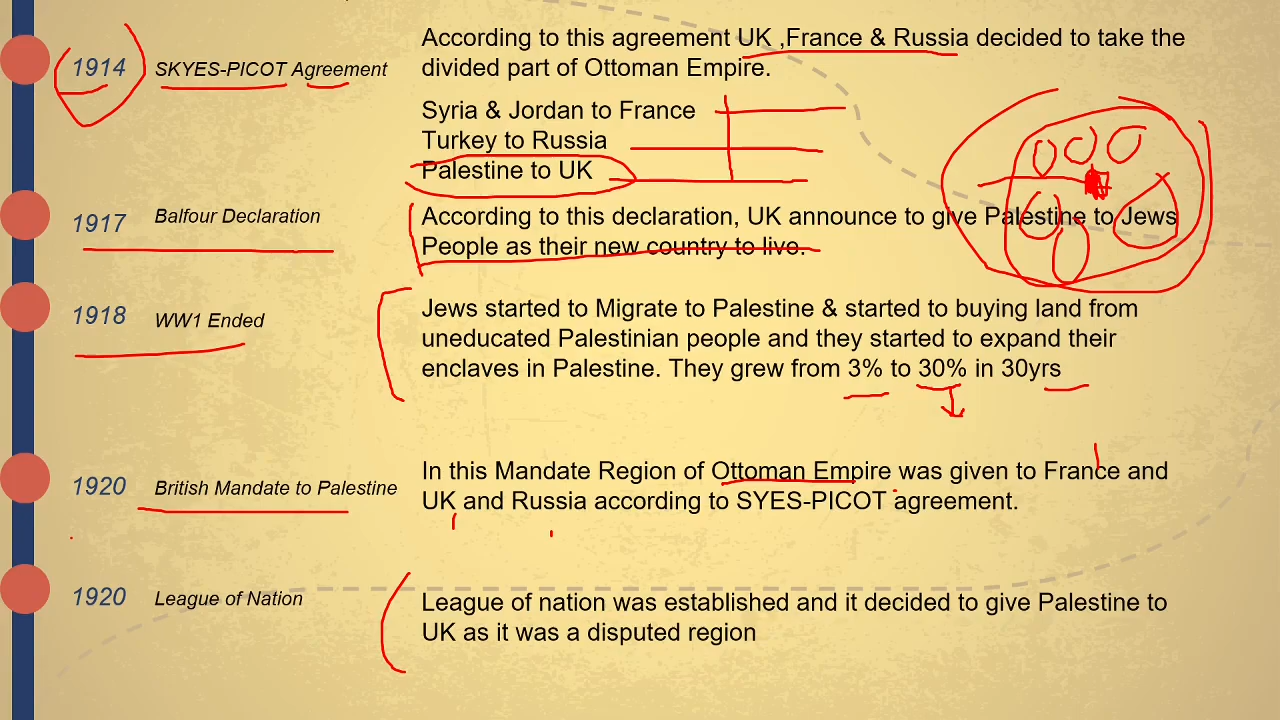 1914 SKYES-PICOT Agreement
According to this agreement UK ,France & Russia decided to take the
divided part of Ottoman Empire.
Syria & Jordan to France
Turkey to Russia
Palestine to UK
1917 Balfour Declaration
According to this declaration, UK announce to give Palestine to Jews
People as their new country to live.
1918 WW1 Ended
Jews started to Migrate to Palestine & started to buying land from
uneducated Palestinian people and they started to expand their
enclaves in Palestine. They grew from 3% to 30% in 30yrs
1920 British Mandate to Palestine
In this Mandate Region of Ottoman Empire was given to France and
UK and Russia according to SYES-PICOT agreement.
1920 League of Nation
League of nation was established and it decided to give Palestine to
UK as it was a disputed region